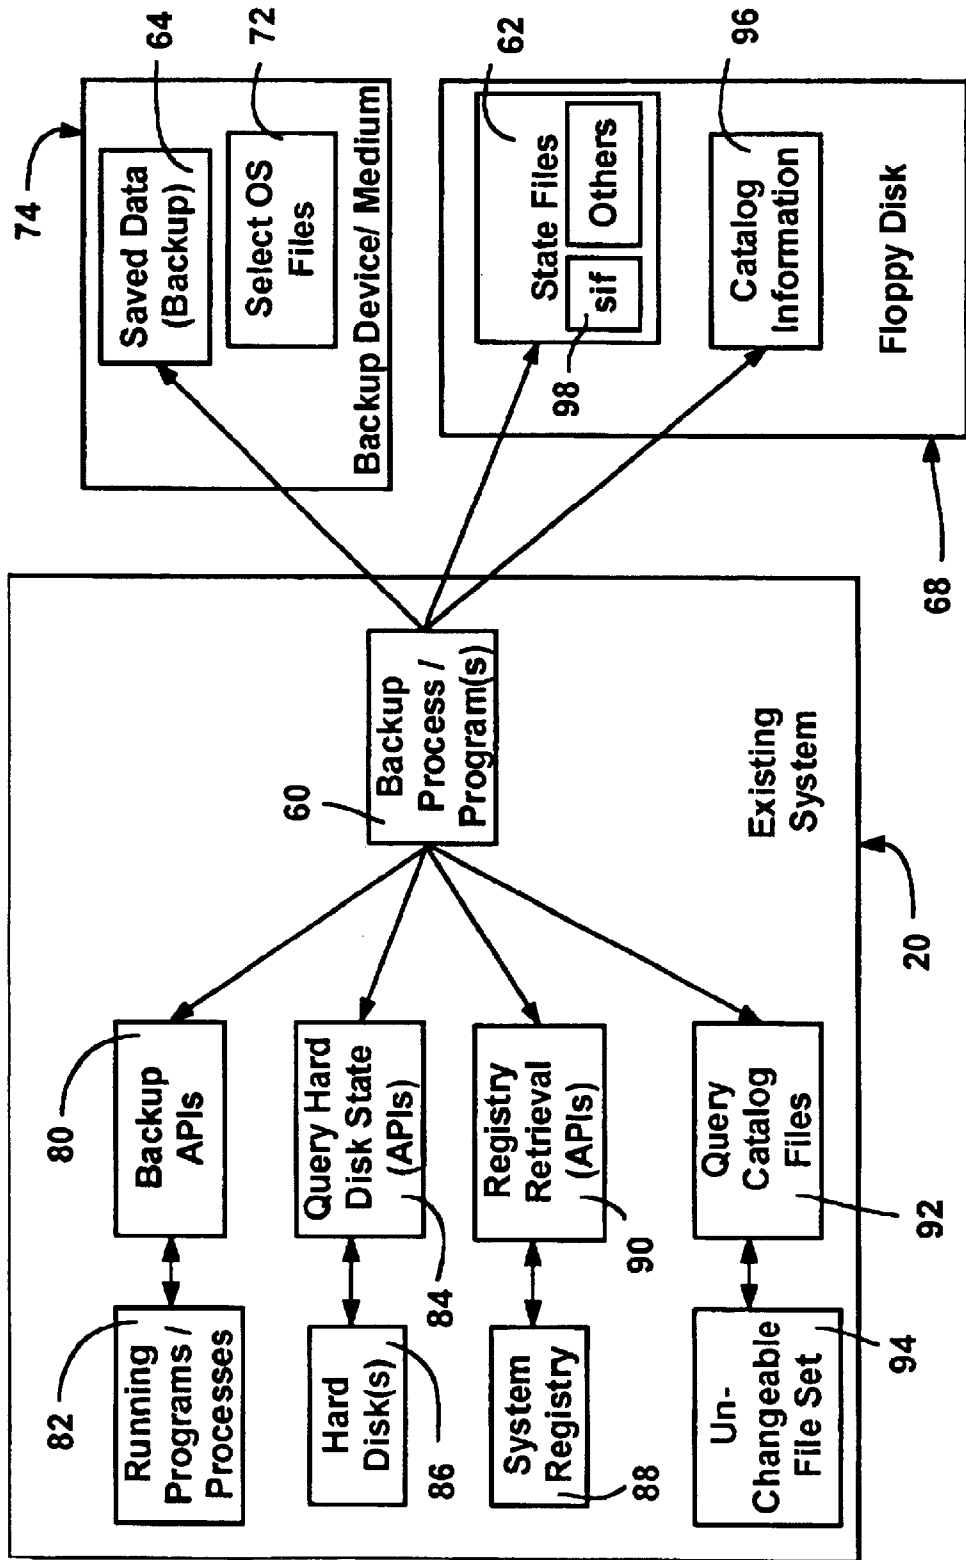 82
Running
Programs /
Processes
80
Backup
APIs
Hard
Disk(s)
86
Query Hard
Disk State
(APIs)
84
System
Registry
88
Registry
Retrieval
(APIs)
90
Un-
Changeable
File Set
94
Query
Catalog
Files
92
60
Backup
Process /
Program(s)
Existing
System
20
74
Saved Data
(Backup)
64
Select OS
Files
72
Backup Device/ Medium
State Files
62
sif
Others
98
Catalog
Information
96
Floppy Disk
68